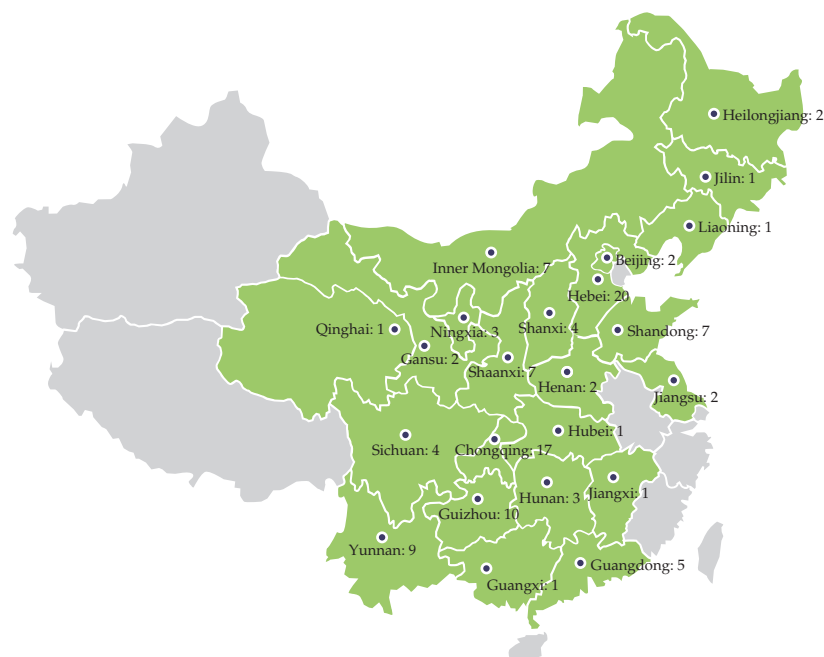 Heilongjiang: 2
Jilin: 1
Liaoning: 1
Beijing: 2
Inner Mongolia: 7
Hebei: 20
Qinghai: 1
Ningxia: 3
Shanxi: 4
Shandong: 7
Gansu: 2
Shaanxi: 7
Henan: 2
Jiangsu: 2
Hubei: 1
Sichuan: 4
Chongqing: 17
Hunan: 3
Jiangxi: 1
Guizhou: 10
Yunnan: 9
Guangdong: 5
Guangxi: 1